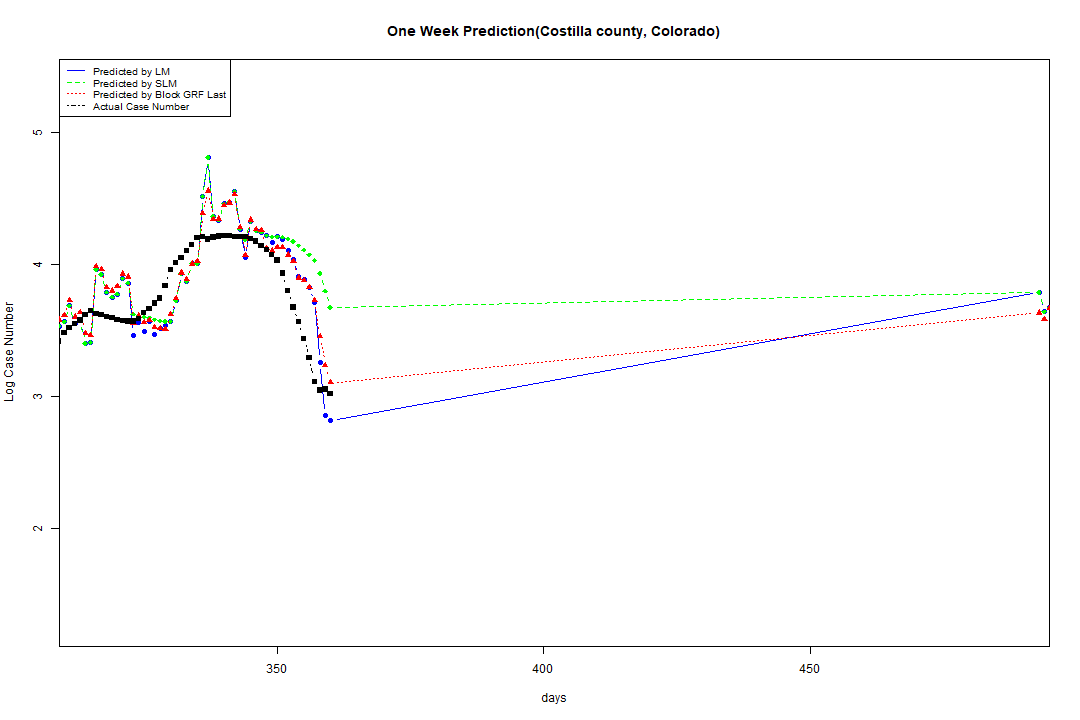 One Week Prediction(Costilla county, Colorado)
Predicted by LM
Predicted by SLM
Predicted by Block GRF Last
Actual Case Number
5
4
3
2
Log Case Number
350
400
450
days